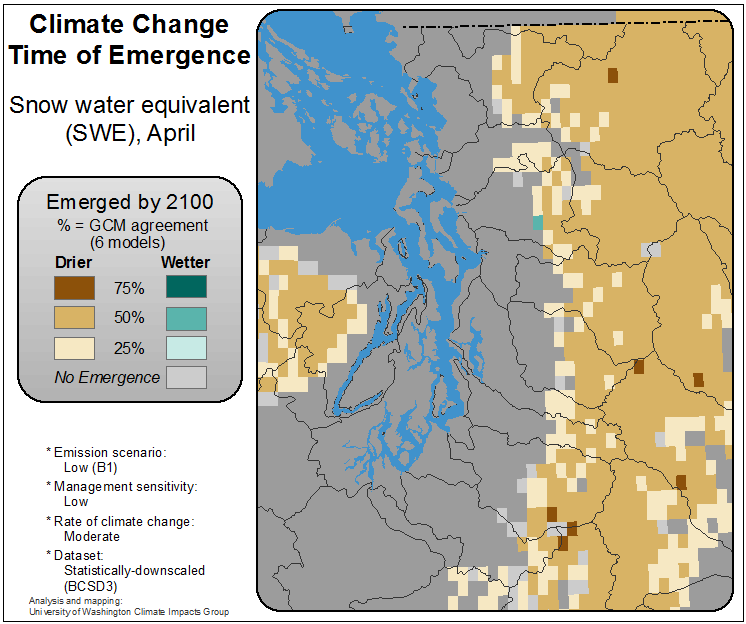 Climate Change
Time of Emergence
Snow water equivalent
(SWE), April
Emerged by 2100
% = GCM agreement
(6 models)
Drier Wetter
75%
50%
25%
No Emergence
* Emission scenario:
Low (B1)
* Management sensitivity:
Low
* Rate of climate change:
Moderate
* Dataset:
Statistically-downscaled
(BCSD3)
Analysis and mapping:
University of Washington Climate Impacts Group